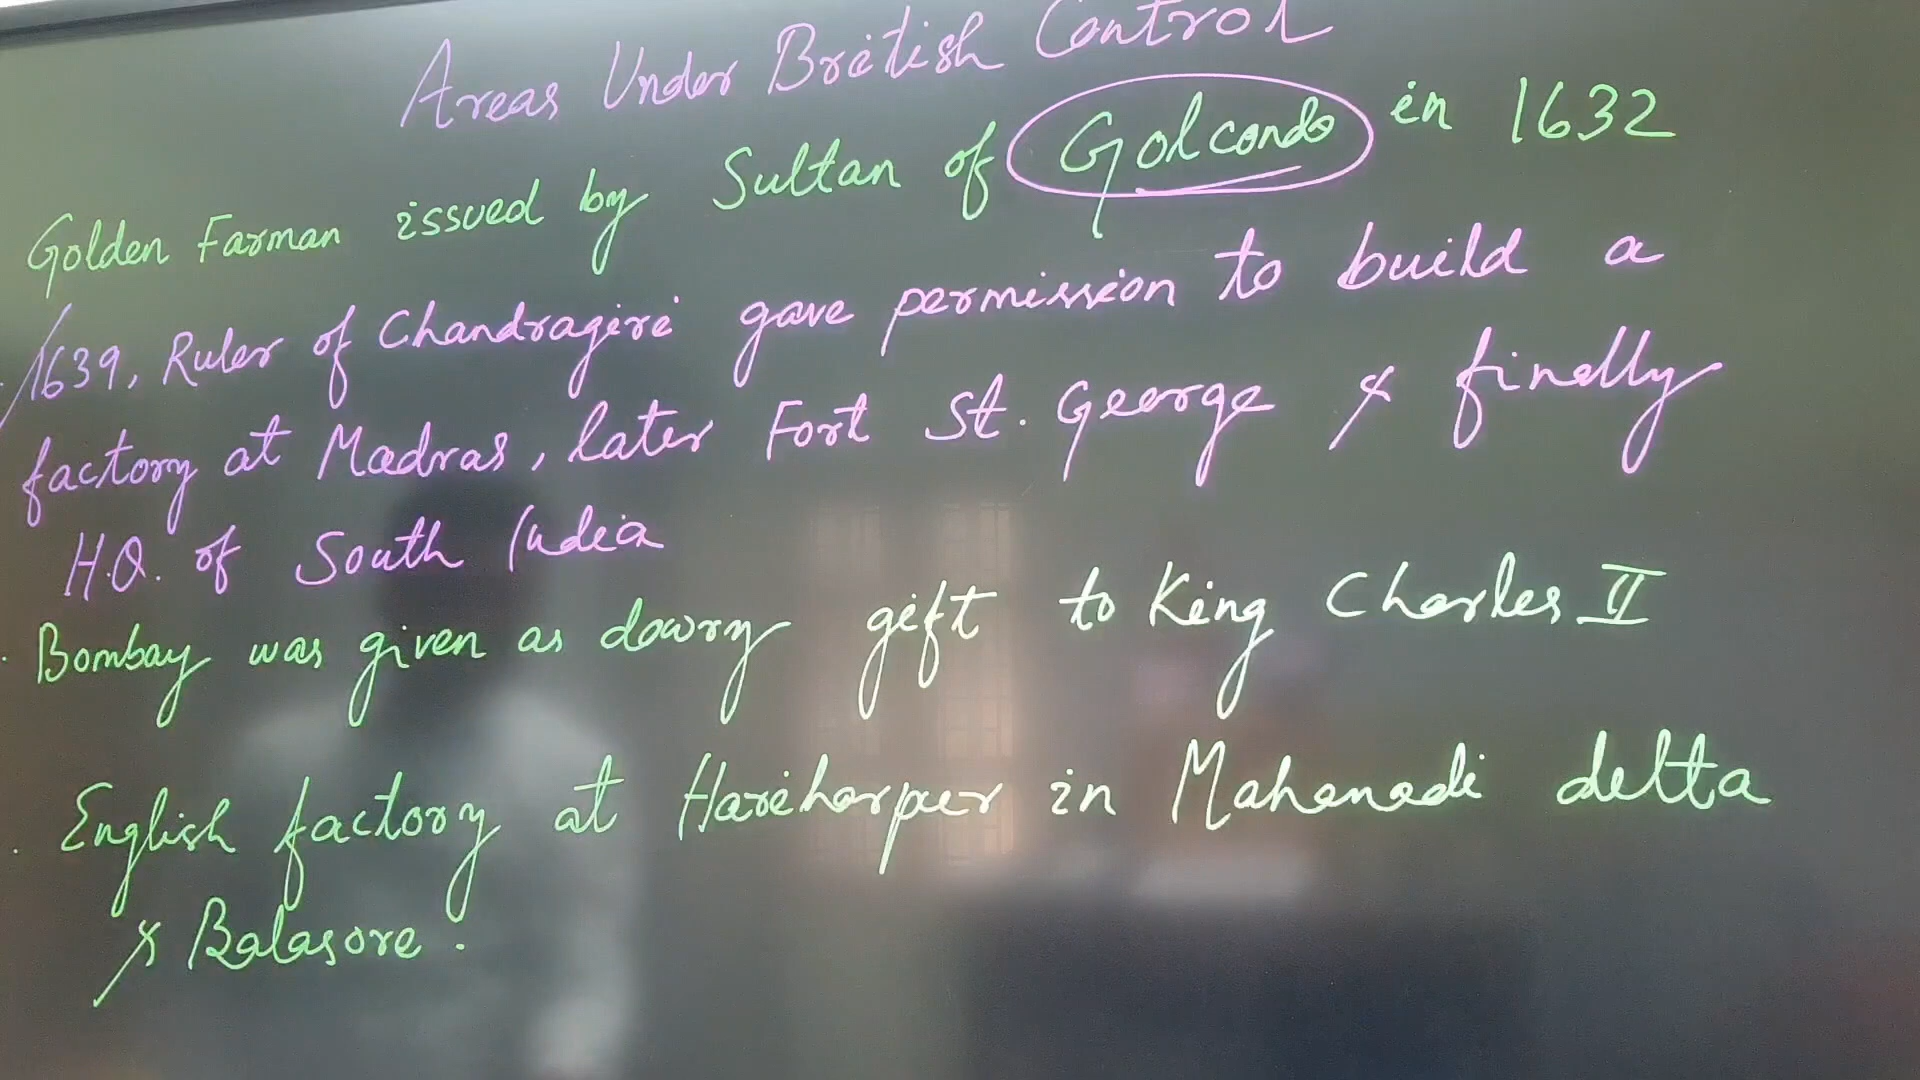 Areas Under British Control
Golden Farman issued by Sultan of Golconda in 1632
1639, Ruler of Chandragiri gave permission to build a
factory at Madras, later Fort St. George & finally
H.Q. of South India
. Bombay was given as dowry gift to King Charles II
. English factory at Hariharpur in Mahanadi delta
& Balasore.